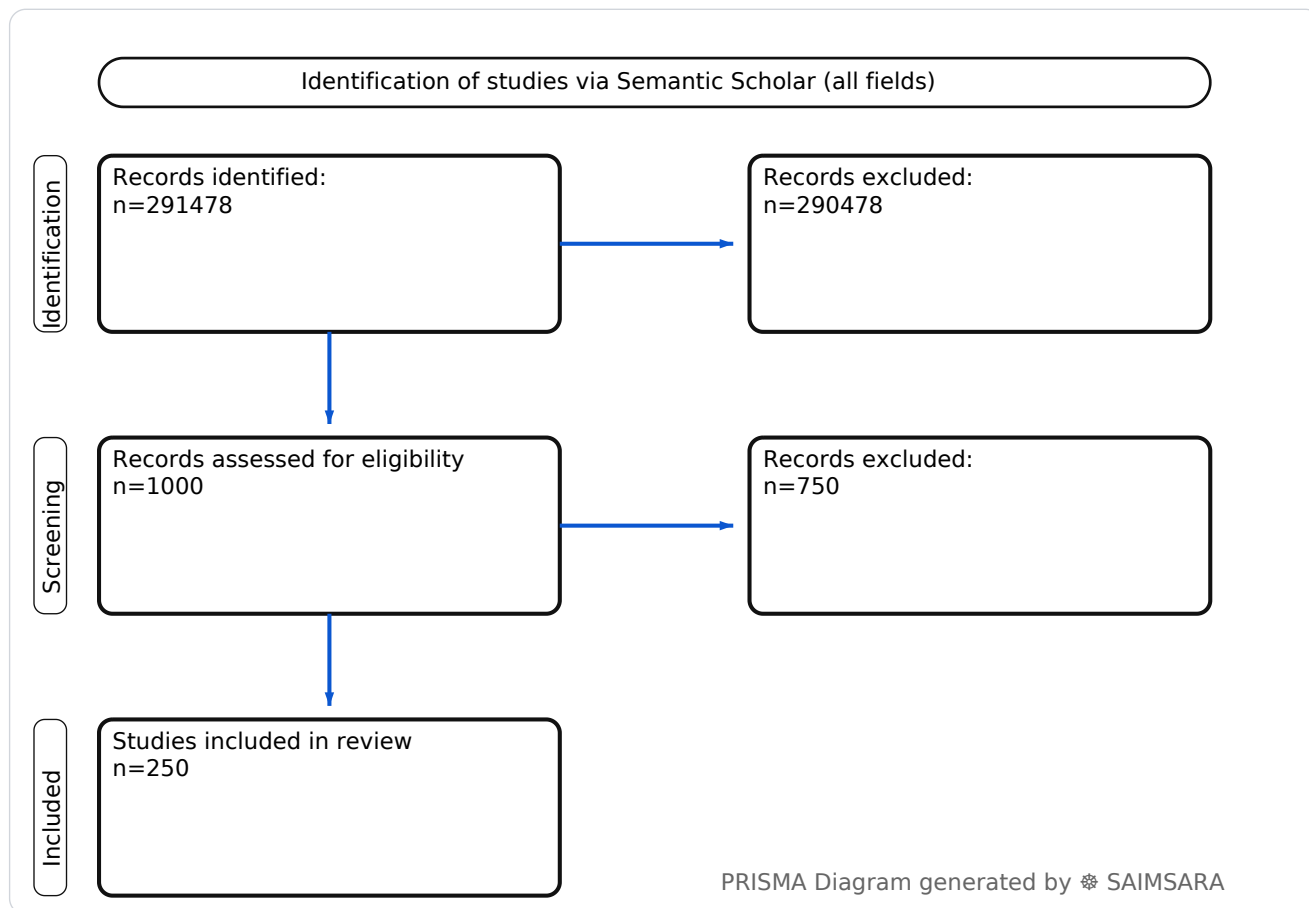 Identification of studies via Semantic Scholar (all fields)
Identification
Records identified:
n=291478
Records excluded:
n=290478
Screening
Records assessed for eligibility
n=1000
Records excluded:
n=750
Included
Studies included in review
n=250
PRISMA Diagram generated by ☸ SAIMSARA